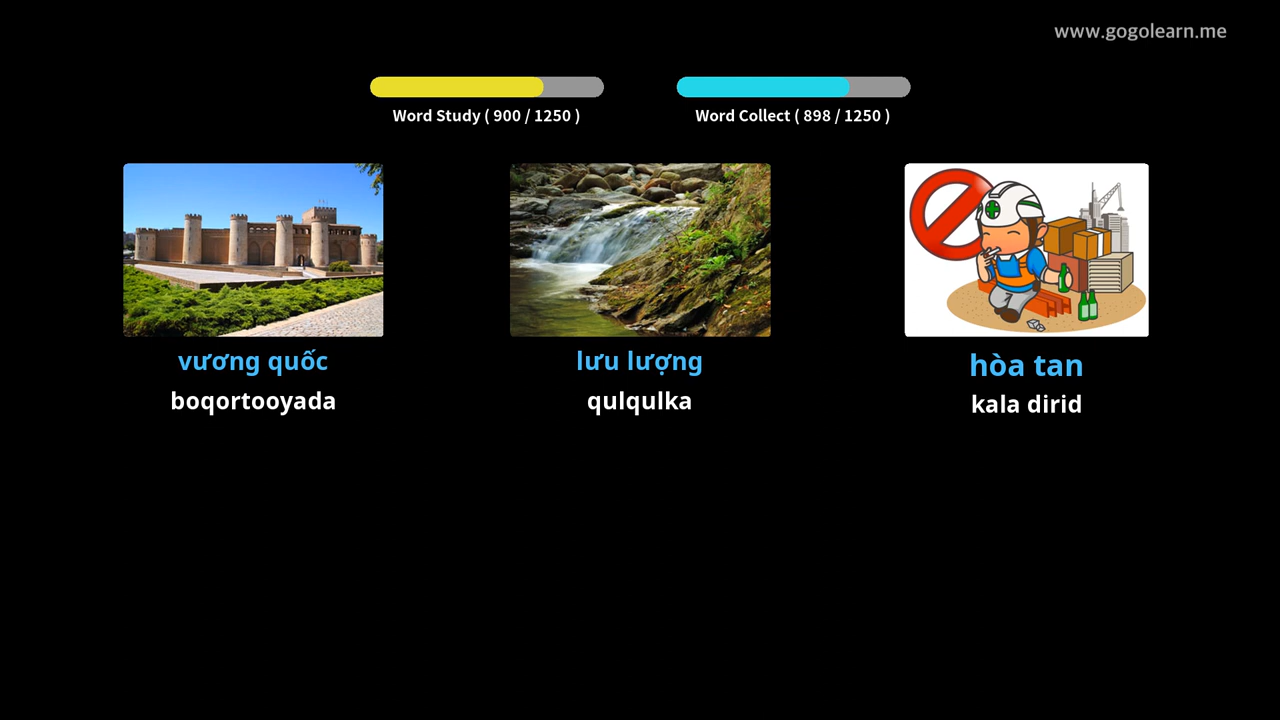 www.gogolearn.me
Word Study ( 900 / 1250 )
Word Collect ( 898 / 1250 )
vương quốc
boqortooyada
lưu lượng
qulqulka
hòa tan
kala dirid